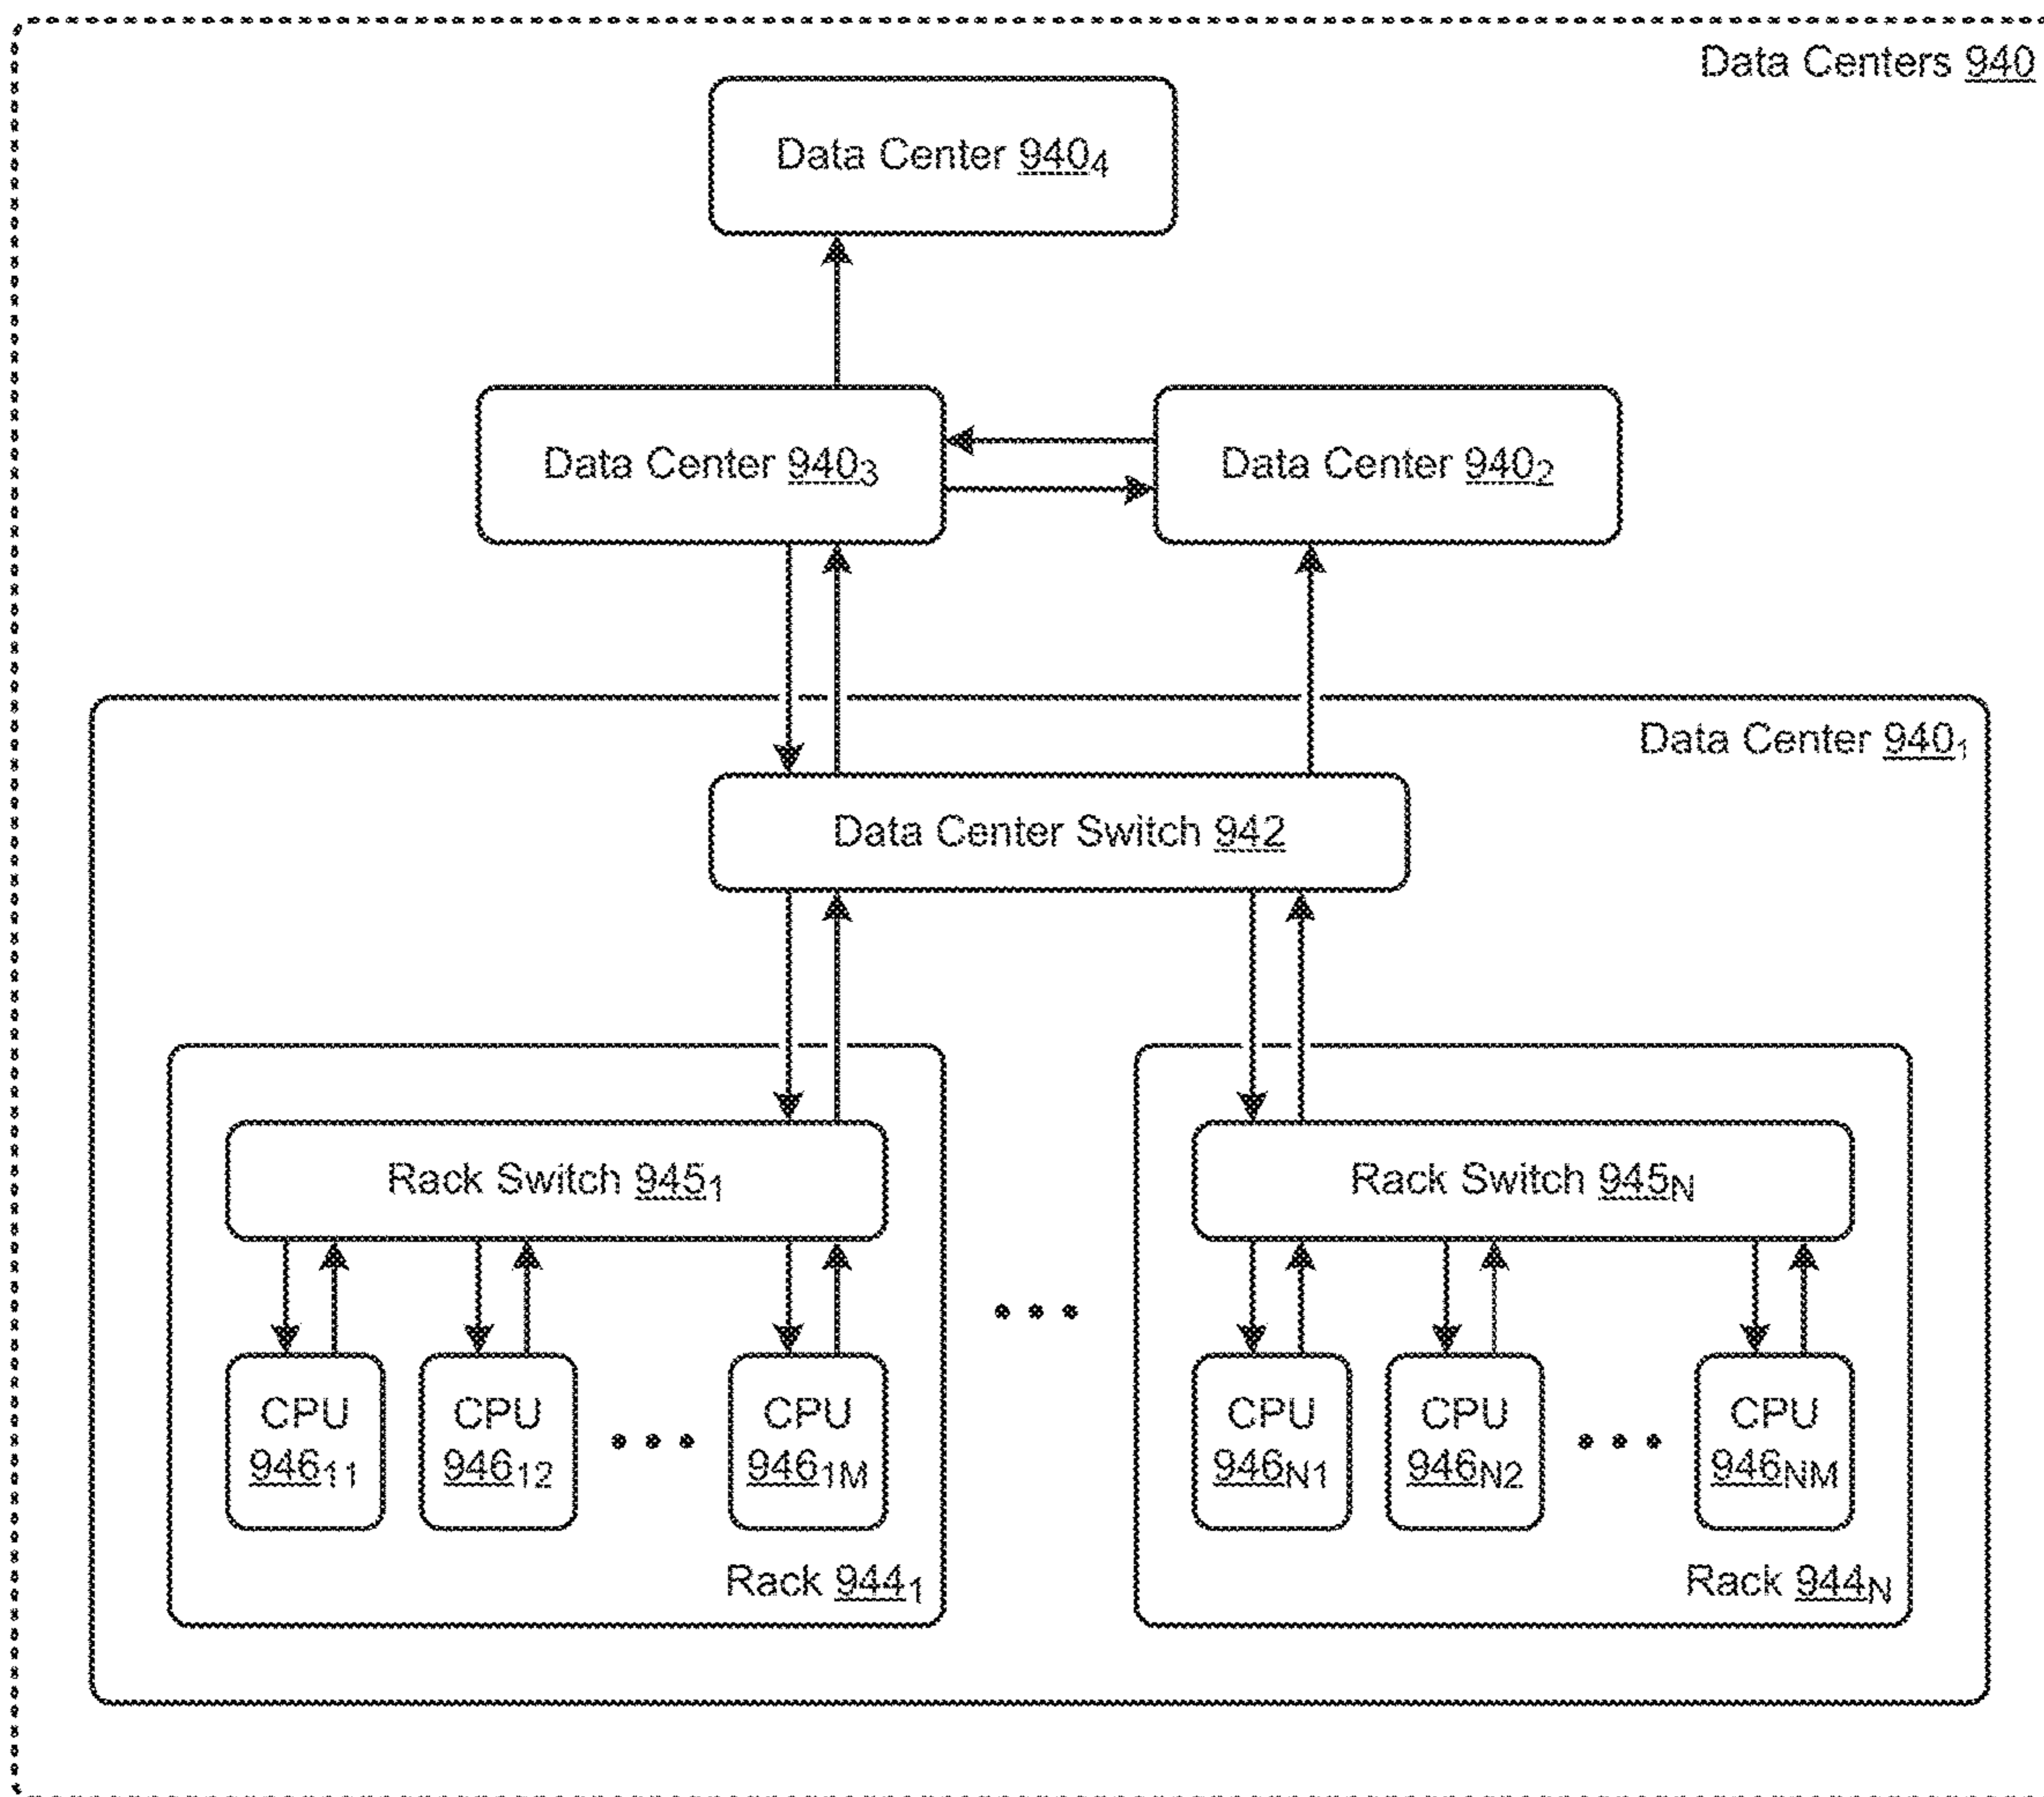 Data Centers 940
Data Center 940₄
Data Center 940₃
Data Center 940₂
Data Center 940₁
Data Center Switch 942
Rack Switch 945₁
Rack Switch 945N
CPU
946₁₁
CPU
946₁₂
CPU
946₁M
CPU
946N₁
CPU
946N₂
CPU
946NM
Rack 944₁
Rack 944N